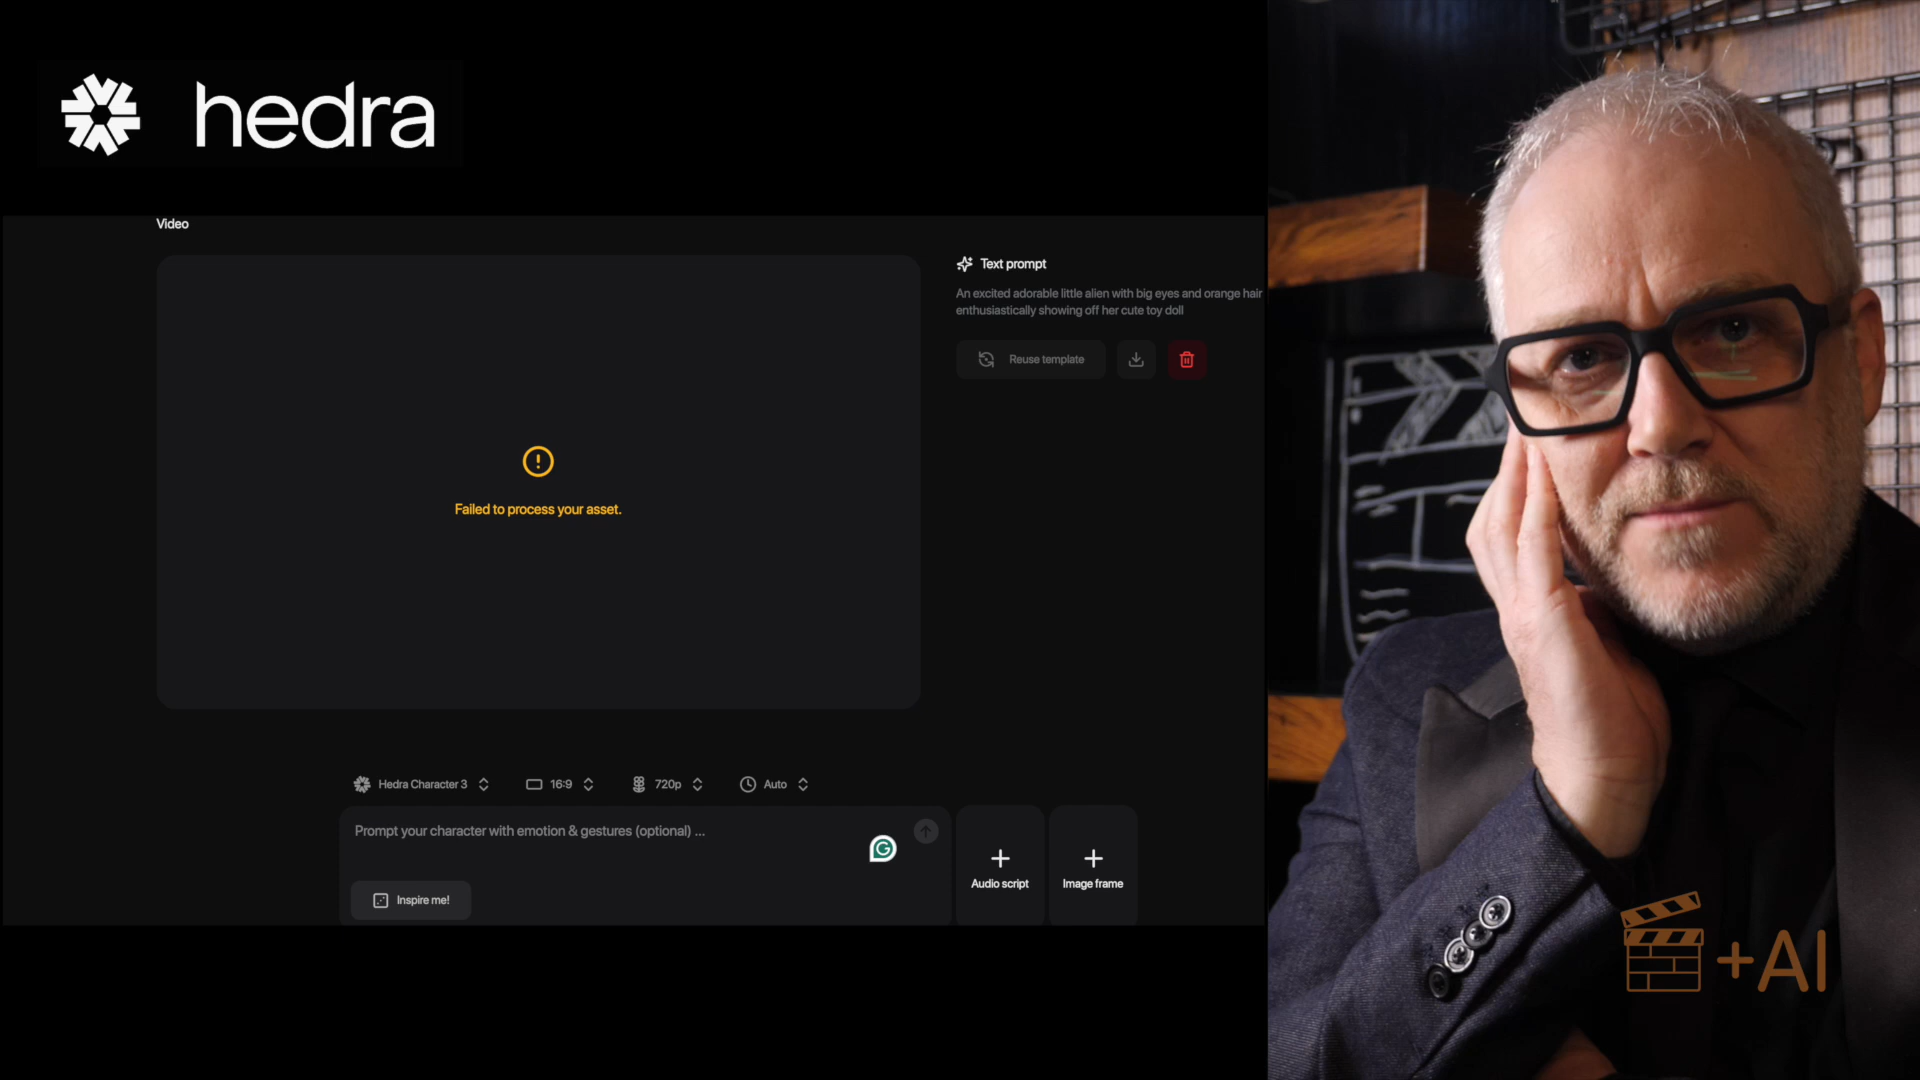 hedra
Video
Text prompt
An excited adorable little alien with big eyes and orange hair
enthusiastically showing off her cute toy doll
Reuse template
Failed to process your asset.
Hedra Character 3
16:9
720p
Auto
Prompt your character with emotion & gestures (optional) ...
Inspire me!
Audio script
Image frame
+AI